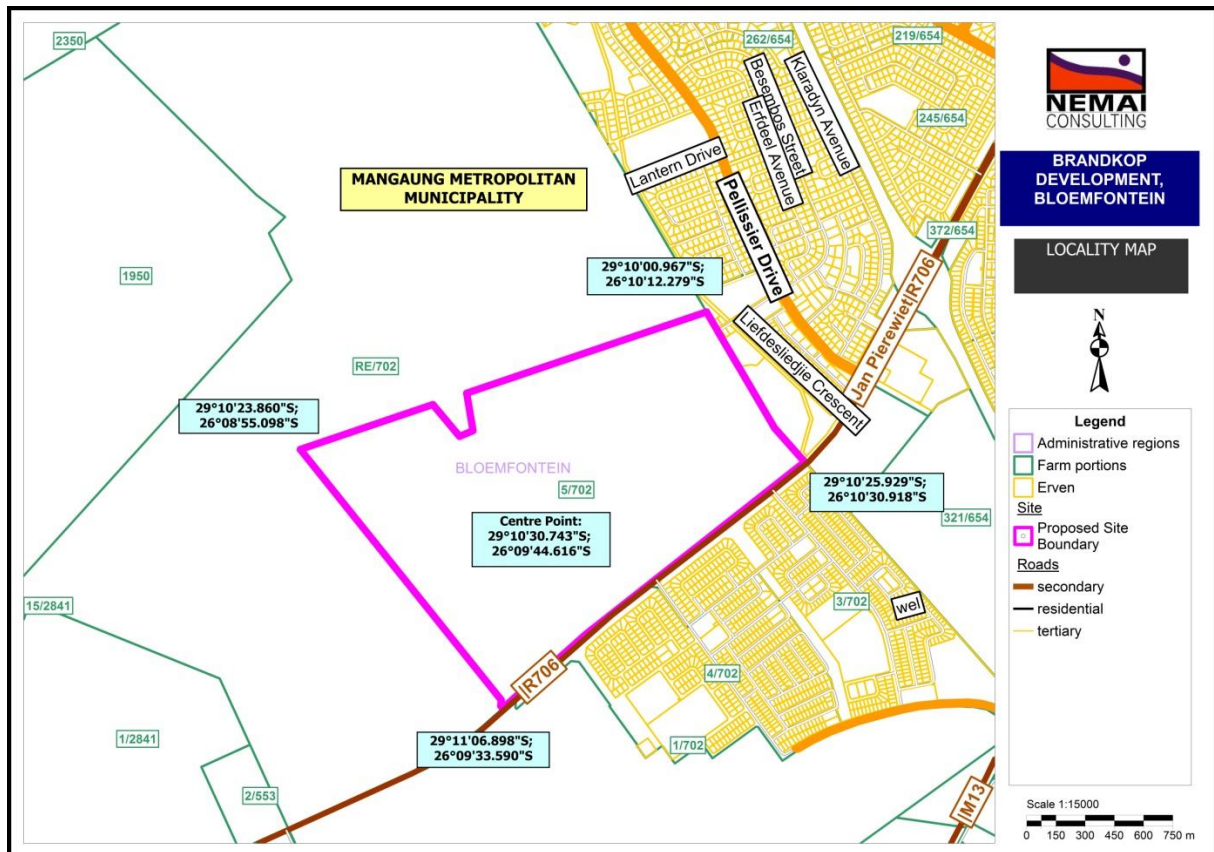 2350
262/654
219/654
Besembos Street
Erfdeel Avenue
Klaradyn Avenue
245/654
Lantern Drive
MANGAUNG METROPOLITAN
MUNICIPALITY
Pellissier Drive
372/654
1950
29°10'00.967"S;
26°10'12.279"S
Jan Pierewiet|R706
Liefdesliedjie Crescent
RE/702
29°10'23.860"S;
26°08'55.098"S
BLOEMFONTEIN
5/702
29°10'25.929"S;
26°10'30.918"S
321/654
Centre Point:
29°10'30.743"S;
26°09'44.616"S
15/2841
3/702
wel
4/702
|R706
1/2841
29°11'06.898"S;
26°09'33.590"S
1/702
2/553
|M13
NEMAI
CONSULTING
BRANDKOP
DEVELOPMENT,
BLOEMFONTEIN
LOCALITY MAP
N
Legend
Administrative regions
Farm portions
Erven
Site
Proposed Site
Boundary
Roads
secondary
residential
tertiary
Scale 1:15000
0 150 300 450 600 750 m